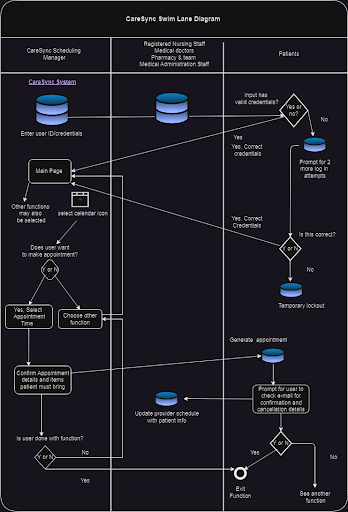 CareSync Swim Lane Diagram
CareSync Scheduling
Manager
Registered Nursing Staff
Medical doctors
Pharmacy & team
Medical Administration Staff
Patients
CareSync System
Input has
valid credentials?
Yes or
no?
Enter user ID/credentials
No
Yes
Yes, Correct
credentials
Prompt for 2
more log in
attempts
Main Page
Other functions
may also
be selected
select calendar icon
Yes, Correct
Credentials
Is this correct?
Y or N
Does user want
to make appointment?
Y or N
No
Temporary lockout
Yes, Select
Appointment
Time
Choose other
function
Generate appointment
Confirm Appointment
details and items
patient must bring
Prompt for user to
check e-mail for
confirmation and
cancellation details
Update provider schedule
with patient info
Is user done with function?
Y or N
No
Y or N
Yes
No
Yes
Exit
Function
See another
function